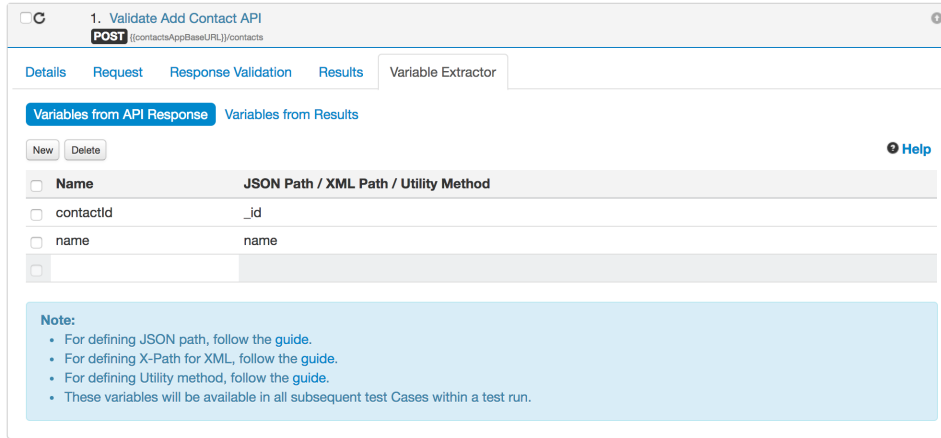 1. Validate Add Contact API
POST {{contactsAppBaseURL}}/contacts
Details Request Response Validation Results Variable Extractor
Variables from API Response Variables from Results
New Delete ? Help
Name JSON Path / XML Path / Utility Method
contactId _id
name name
Note:
• For defining JSON path, follow the guide.
• For defining X-Path for XML, follow the guide.
• For defining Utility method, follow the guide.
• These variables will be available in all subsequent test Cases within a test run.